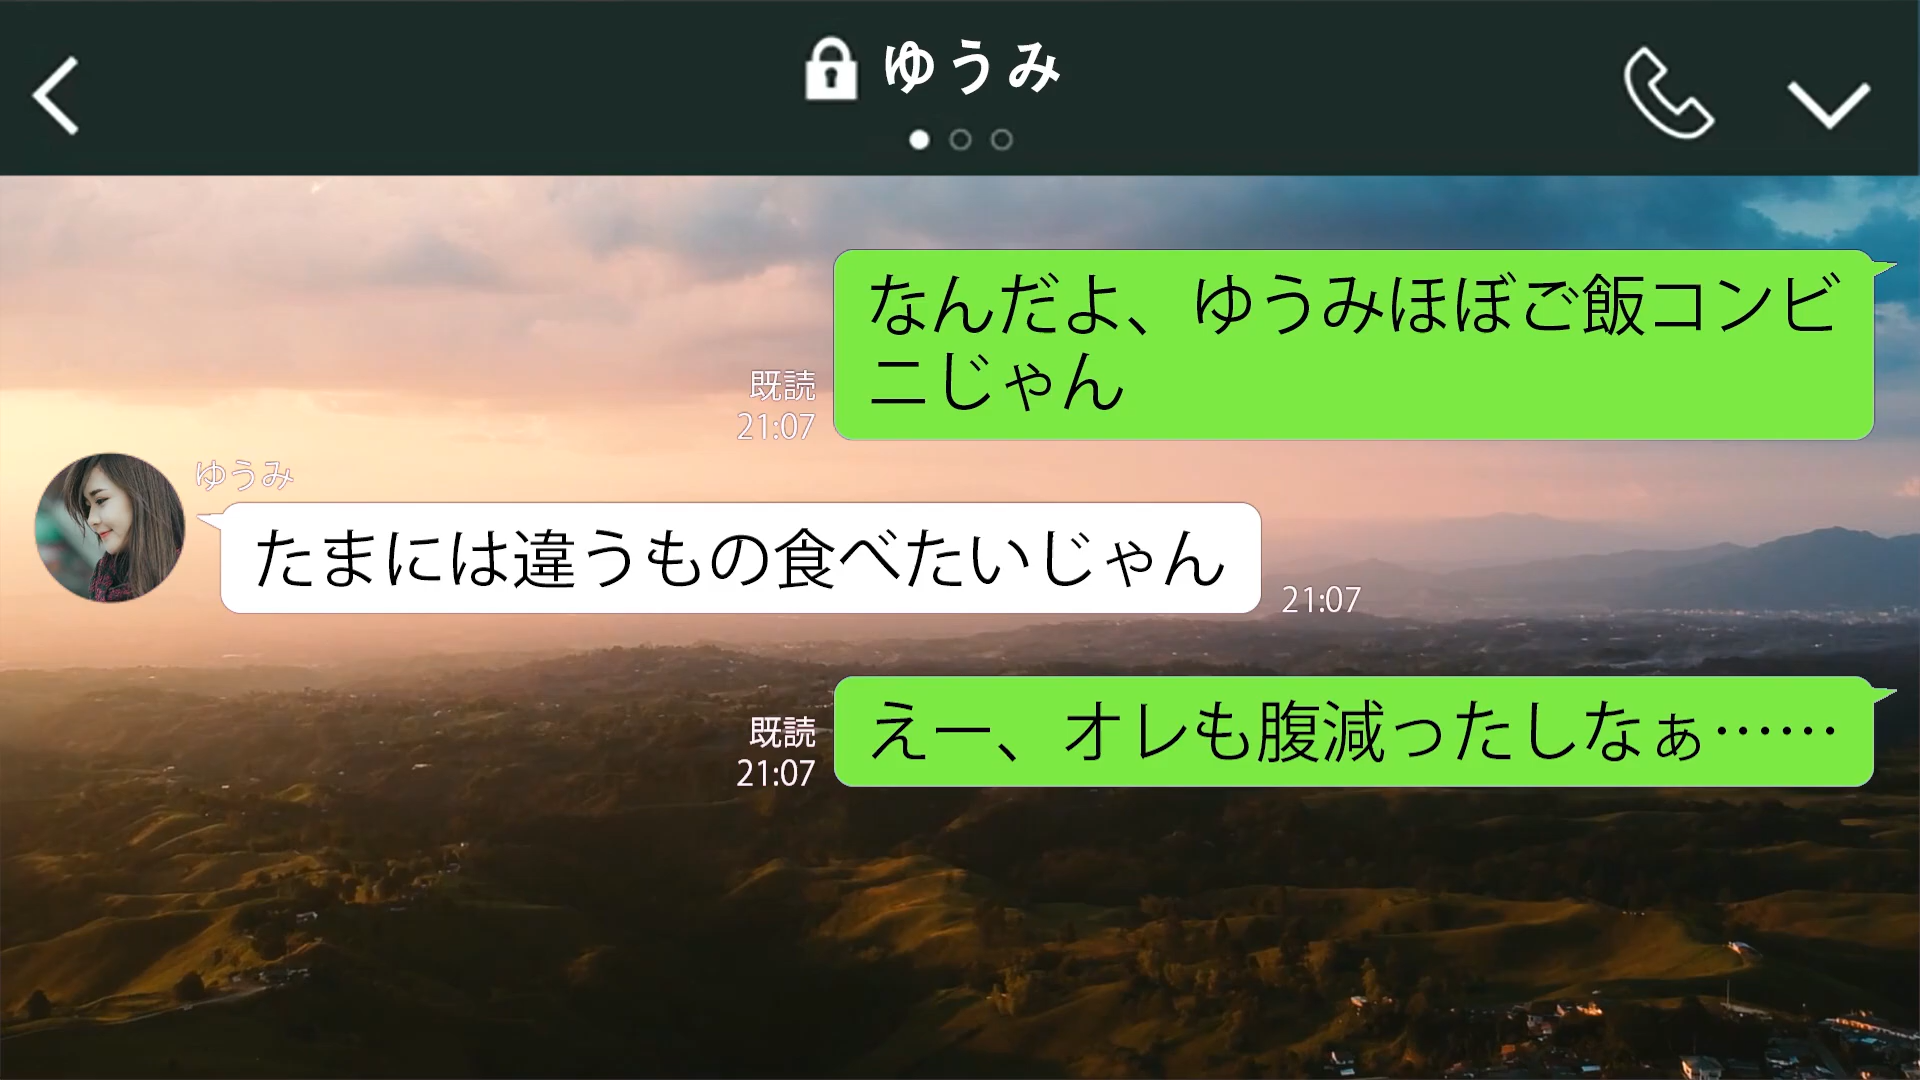 ゆうみ
なんだよ、ゆうみほぼご飯コンビ
ニじゃん
既読
21:07
ゆうみ
たまには違うもの食べたいじゃん
21:07
えー、オレも腹減ったしなぁ……
既読
21:07